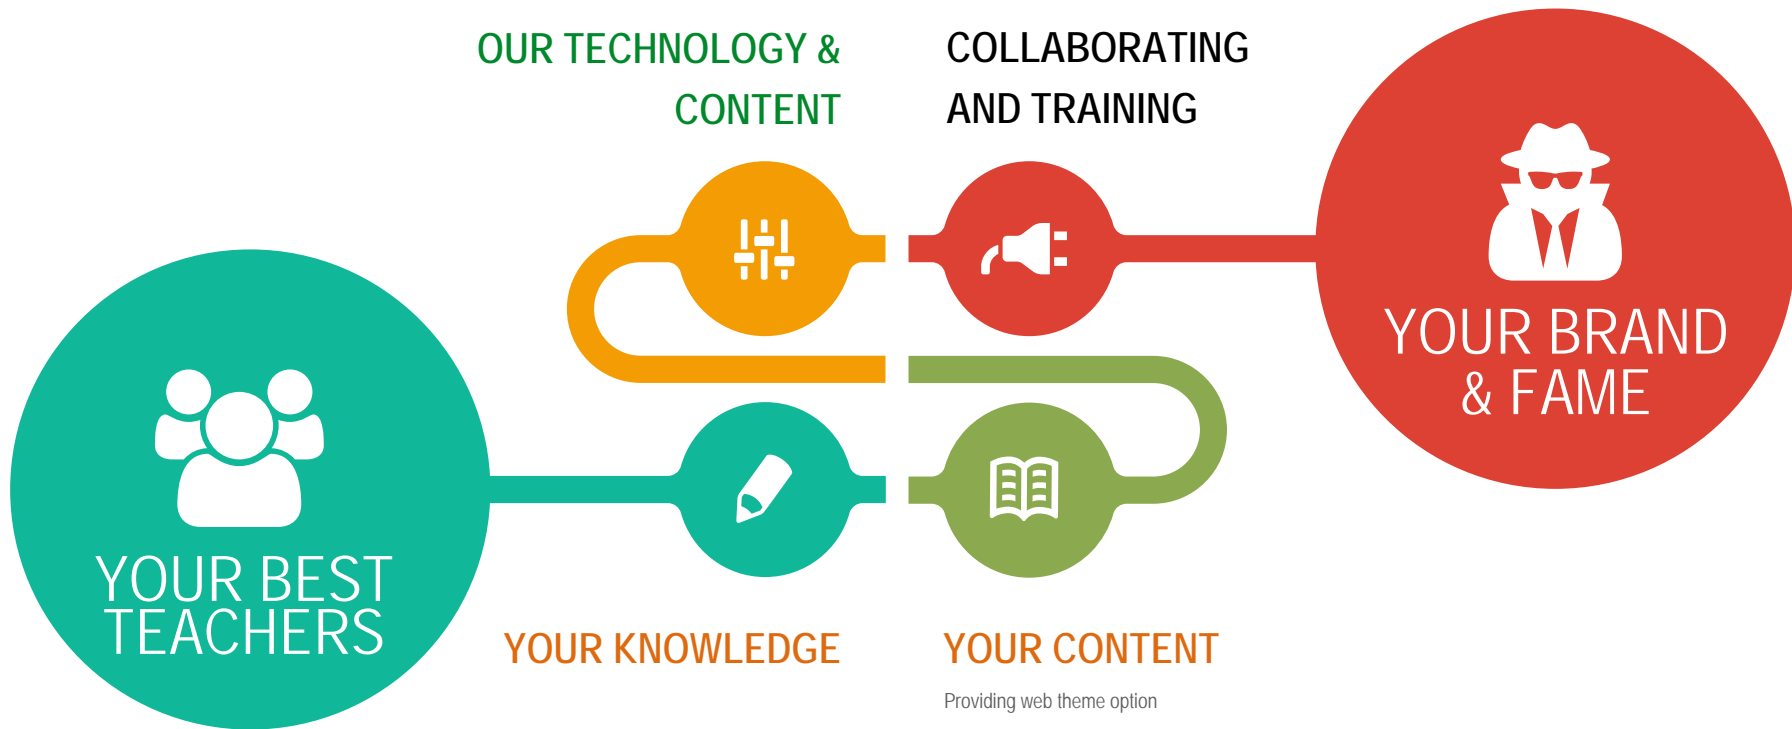 OUR TECHNOLOGY &
CONTENT
COLLABORATING
AND TRAINING
YOUR BRAND
& FAME
YOUR BEST
TEACHERS
YOUR KNOWLEDGE
YOUR CONTENT
Providing web theme option